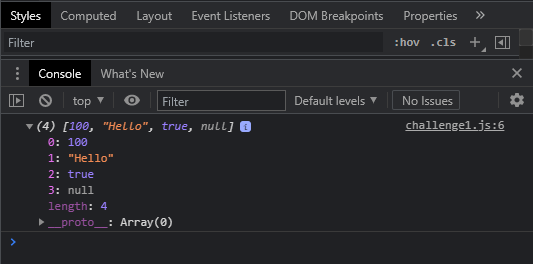 Styles Computed Layout Event Listeners DOM Breakpoints Properties
Filter :hov .cls
Console What's New
top Filter Default levels No Issues
(4) [100, "Hello", true, null] i challenge1.js:6
0: 100
1: "Hello"
2: true
3: null
length: 4
__proto__: Array(0)